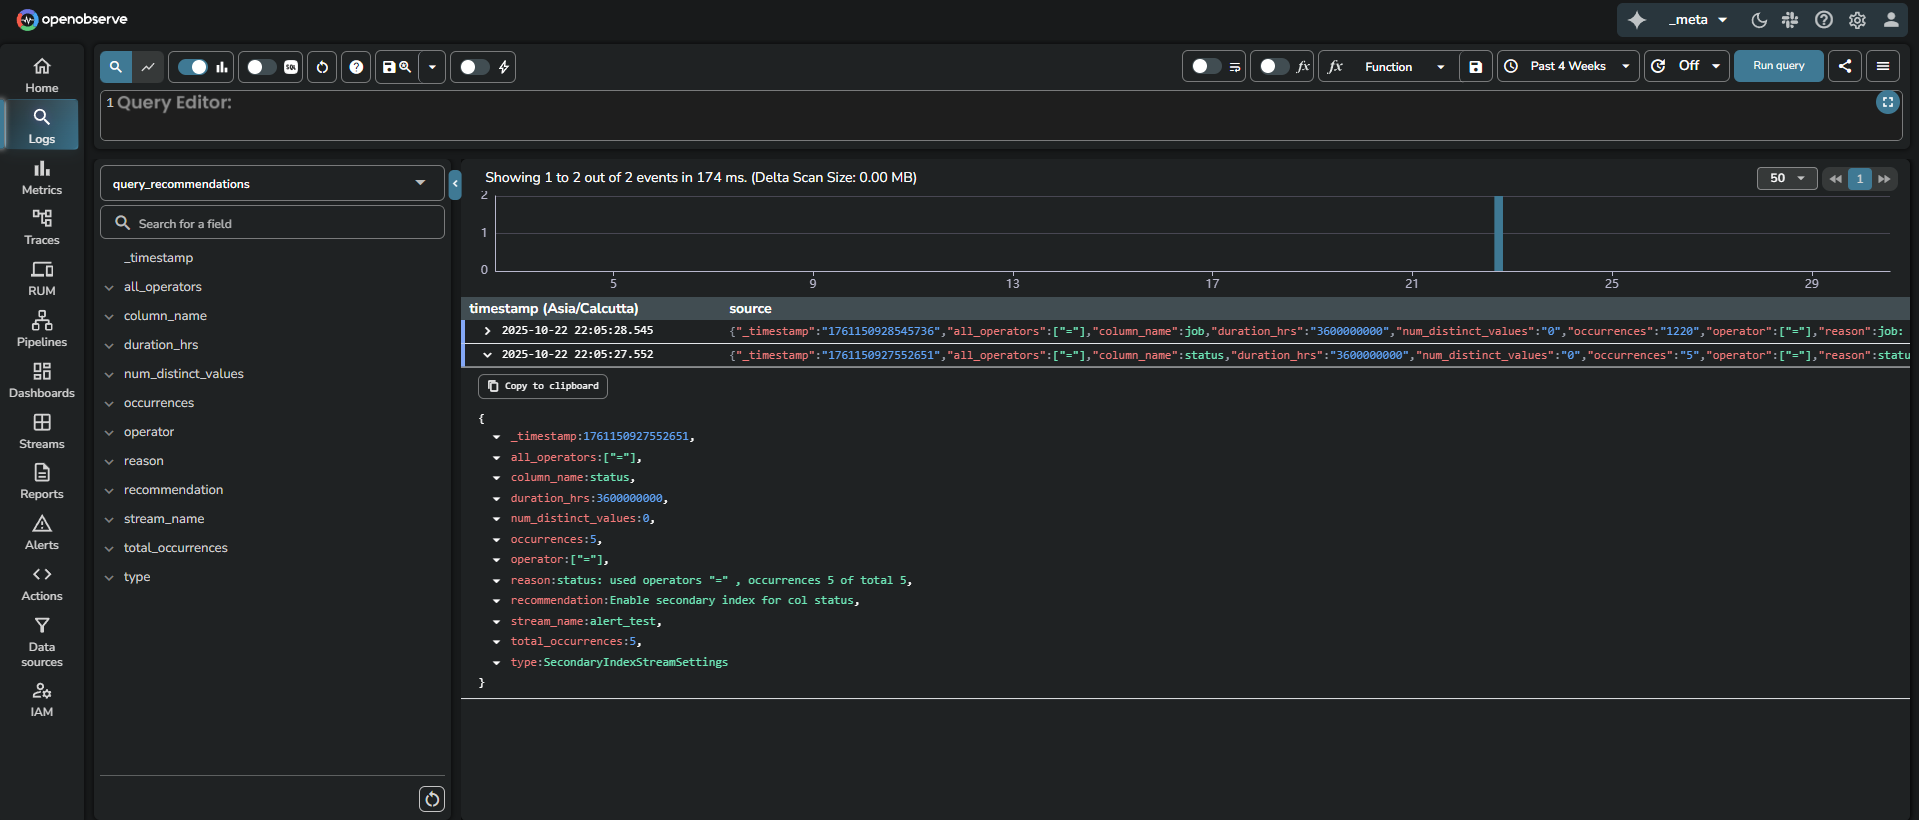 openobserve
_meta
Home
Logs
Metrics
Traces
RUM
Pipelines
Dashboards
Streams
Reports
Alerts
Actions
Data
sources
IAM
SQL
fx
fx
Function
Past 4 Weeks
Off
Run query
1 Query Editor:
query_recommendations
Search for a field
_timestamp
all_operators
column_name
duration_hrs
num_distinct_values
occurrences
operator
reason
recommendation
stream_name
total_occurrences
type
Showing 1 to 2 out of 2 events in 174 ms. (Delta Scan Size: 0.00 MB)
50
1
2
1
0
5 9 13 17 21 25 29
timestamp (Asia/Calcutta) source
2025-10-22 22:05:28.545 {"_timestamp":"1761150928545736","all_operators":["="],"column_name":job,"duration_hrs":"3600000000","num_distinct_values":"0","occurrences":"1220","operator":["="],"reason":job:
2025-10-22 22:05:27.552 {"_timestamp":"1761150927552651","all_operators":["="],"column_name":status,"duration_hrs":"3600000000","num_distinct_values":"0","occurrences":"5","operator":["="],"reason":statu
Copy to clipboard
{
_timestamp:1761150927552651,
all_operators:["="],
column_name:status,
duration_hrs:3600000000,
num_distinct_values:0,
occurrences:5,
operator:["="],
reason:status: used operators "=" , occurrences 5 of total 5,
recommendation:Enable secondary index for col status,
stream_name:alert_test,
total_occurrences:5,
type:SecondaryIndexStreamSettings
}